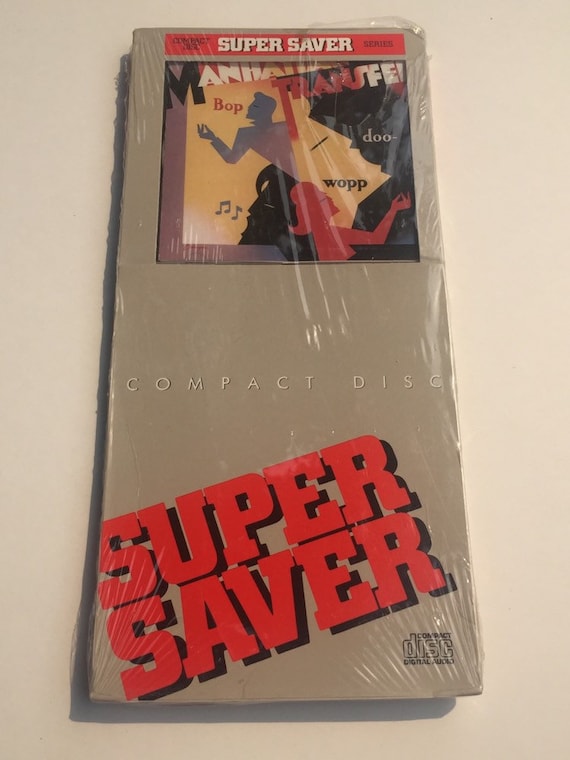 COMPACT DISC SUPER SAVER SERIES
MANHATTAN
TRANSFER
Bop
doo-
wopp
COMPACT DISC
SUPER
SAVER
COMPACT
disc
DIGITAL AUDIO